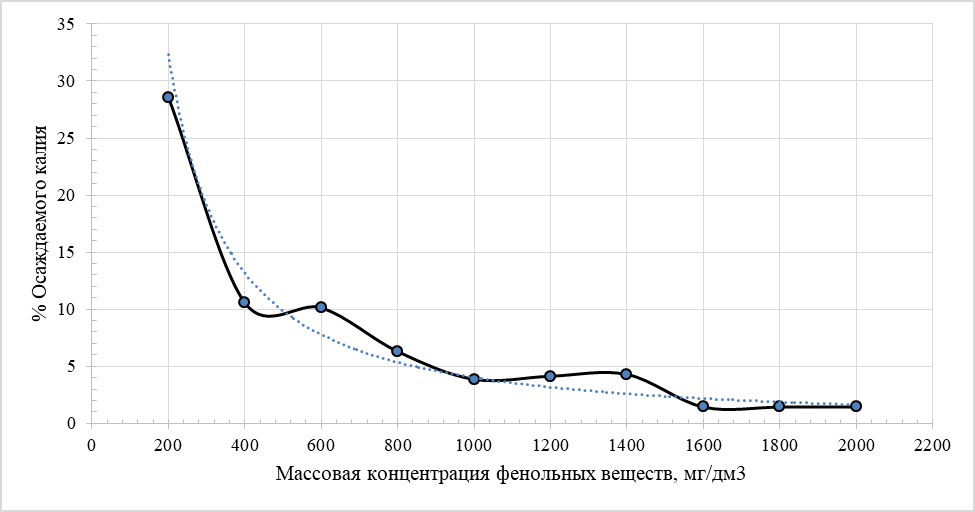 35
30
25
20
15
10
5
0
% Осаждаемого калия
0 200 400 600 800 1000 1200 1400 1600 1800 2000 2200
Массовая концентрация фенольных веществ, мг/дм3